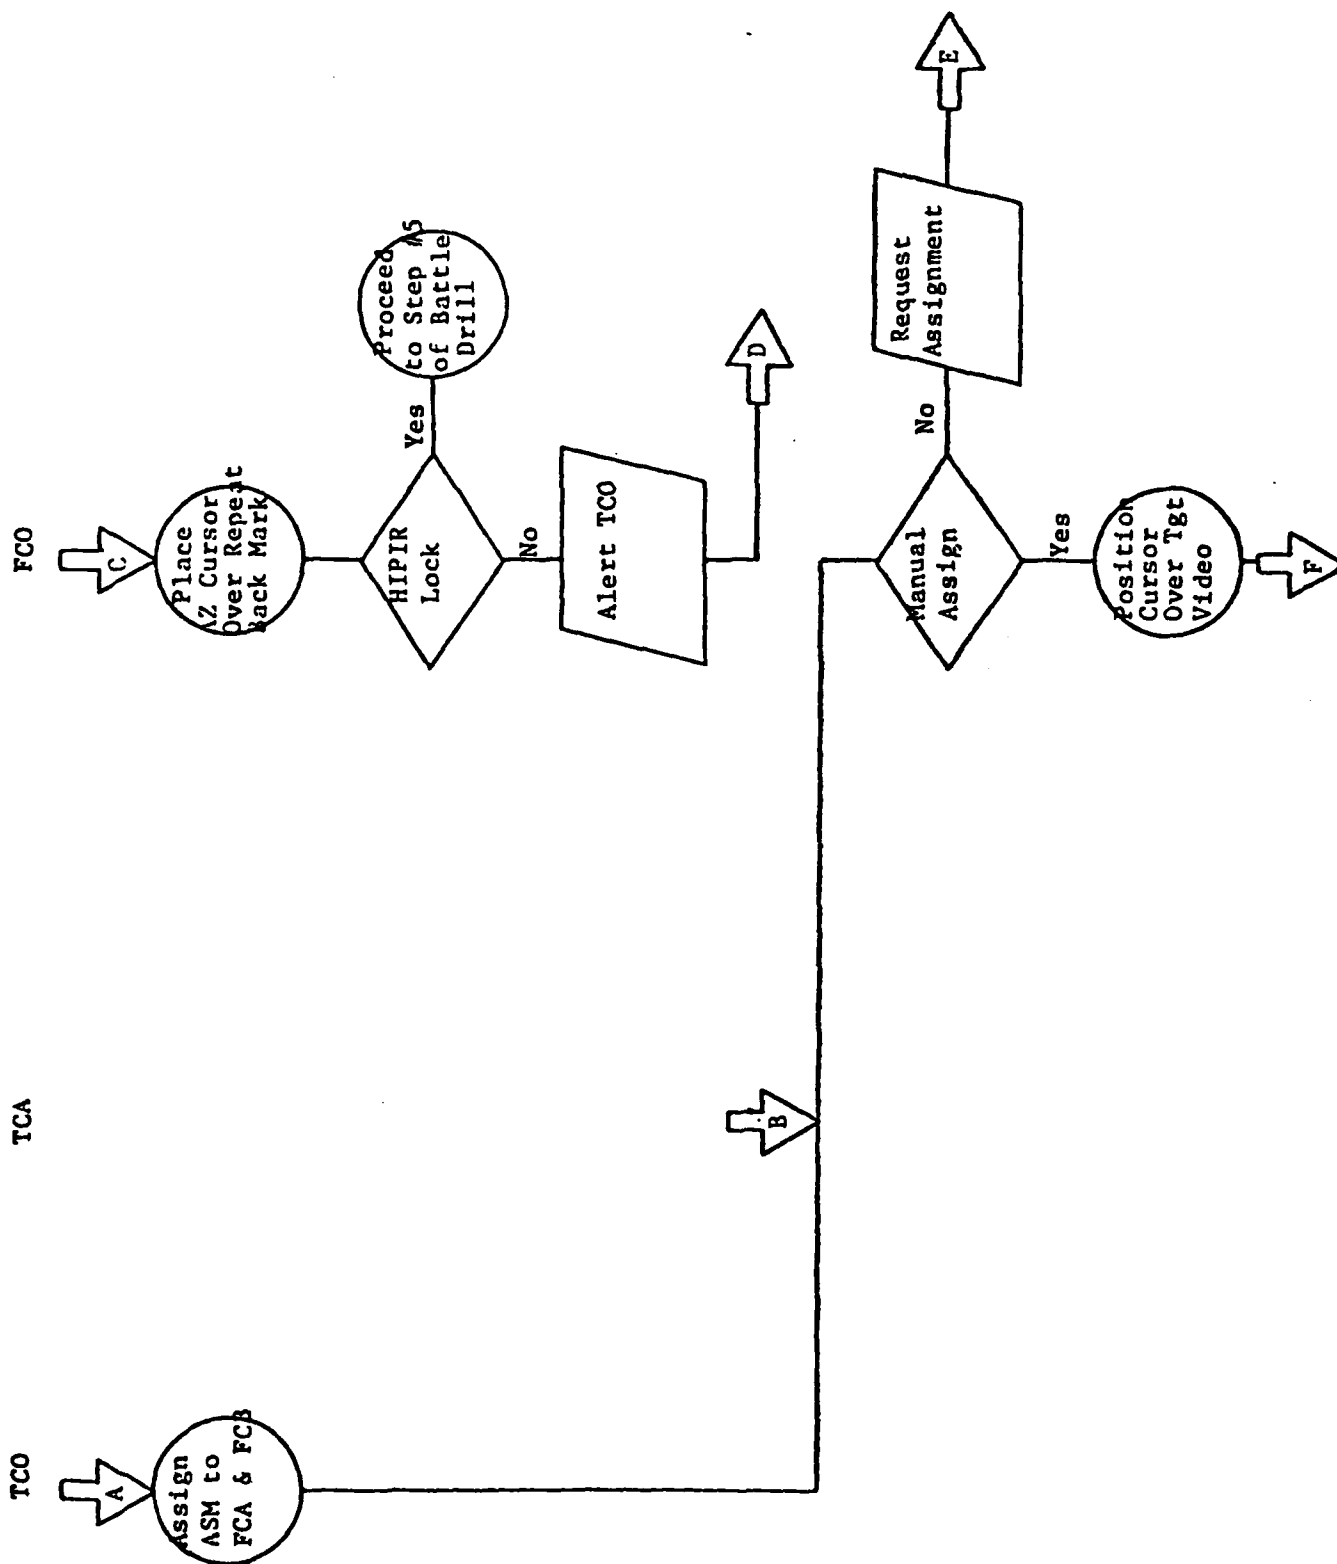 TCO
TCA
FCO
A
Assign
ASM to
FCA & FCB
C
Place
AZ Cursor
Over Repeat
Back Mark
HIPIR
Lock
Yes
Proceed
to Step #5
of Battle
Drill
No
Alert TCO
D
B
Manual
Assign
No
Request
Assignment
E
Yes
Position
Cursor
Over Tgt
Video
F